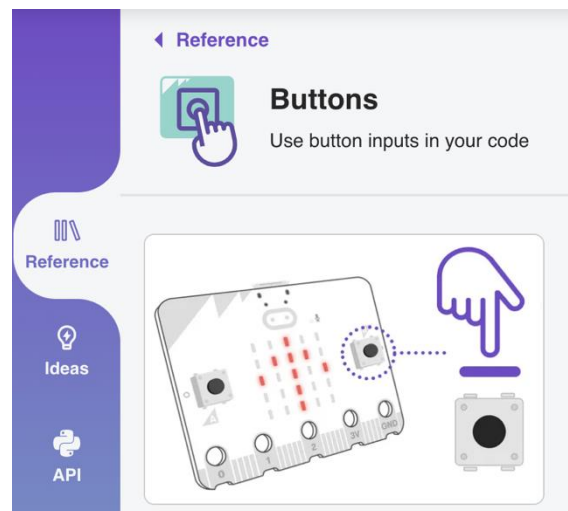 Reference
Buttons
Use button inputs in your code
Reference
Ideas
API
0
1
2
3V
GND